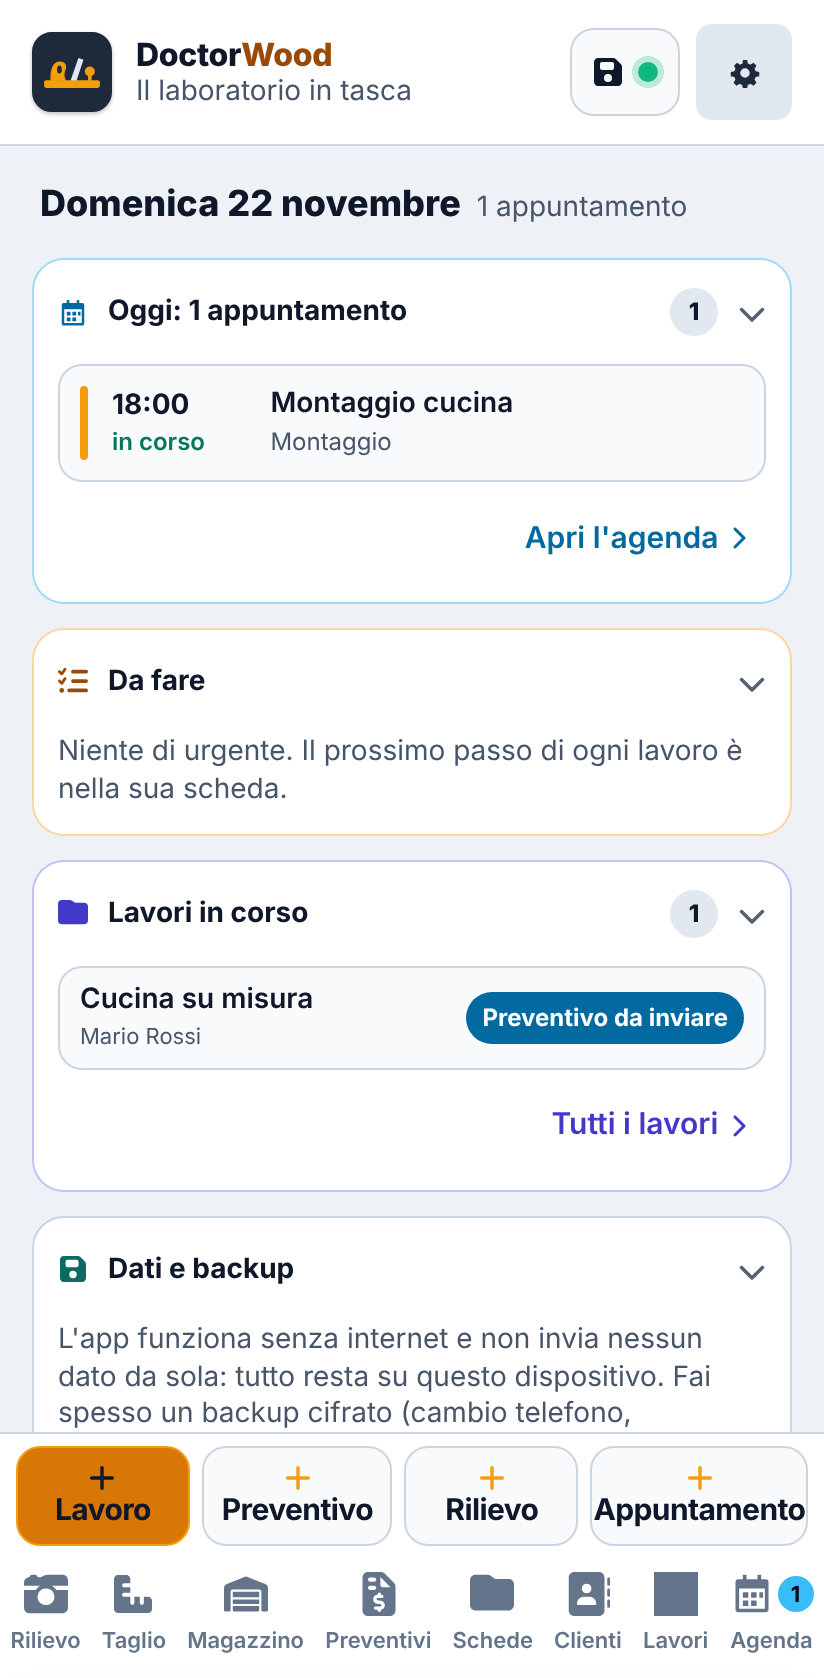 DoctorWood
Il laboratorio in tasca
Domenica 22 novembre 1 appuntamento
Oggi: 1 appuntamento 1
18:00 Montaggio cucina
in corso Montaggio
Apri l'agenda
Da fare
Niente di urgente. Il prossimo passo di ogni lavoro è
nella sua scheda.
Lavori in corso 1
Cucina su misura
Mario Rossi
Preventivo da inviare
Tutti i lavori
Dati e backup
L'app funziona senza internet e non invia nessun
dato da sola: tutto resta su questo dispositivo. Fai
spesso un backup cifrato (cambio telefono,
+ + + +
Lavoro Preventivo Rilievo Appuntamento
1
Rilievo Taglio Magazzino Preventivi Schede Clienti Lavori Agenda